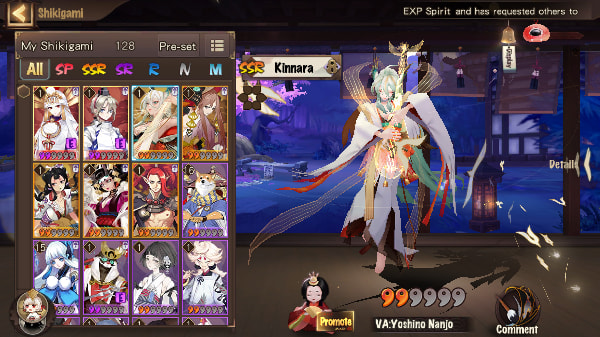 Shikigami
EXP Spirit and has requested others to
My Shikigami 128 Pre-set
All SP SSR SR R N M
SSR Kinnara
Detail
15
Promote
VA:Yoshino Nanjo
Comment